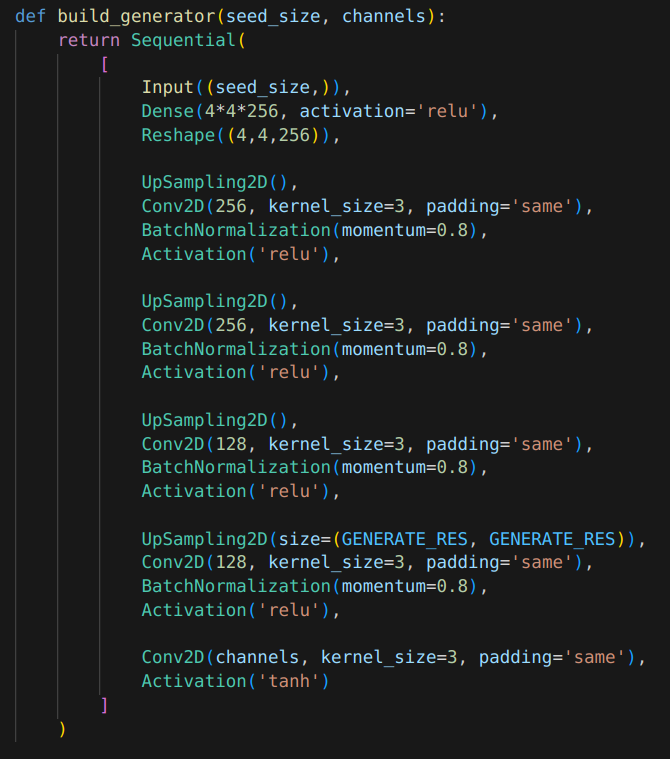 def build_generator(seed_size, channels):
    return Sequential(
        [
            Input((seed_size,)),
            Dense(4*4*256, activation='relu'),
            Reshape((4,4,256)),

            UpSampling2D(),
            Conv2D(256, kernel_size=3, padding='same'),
            BatchNormalization(momentum=0.8),
            Activation('relu'),

            UpSampling2D(),
            Conv2D(256, kernel_size=3, padding='same'),
            BatchNormalization(momentum=0.8),
            Activation('relu'),

            UpSampling2D(),
            Conv2D(128, kernel_size=3, padding='same'),
            BatchNormalization(momentum=0.8),
            Activation('relu'),

            UpSampling2D(size=(GENERATE_RES, GENERATE_RES)),
            Conv2D(128, kernel_size=3, padding='same'),
            BatchNormalization(momentum=0.8),
            Activation('relu'),

            Conv2D(channels, kernel_size=3, padding='same'),
            Activation('tanh')
        ]
    )